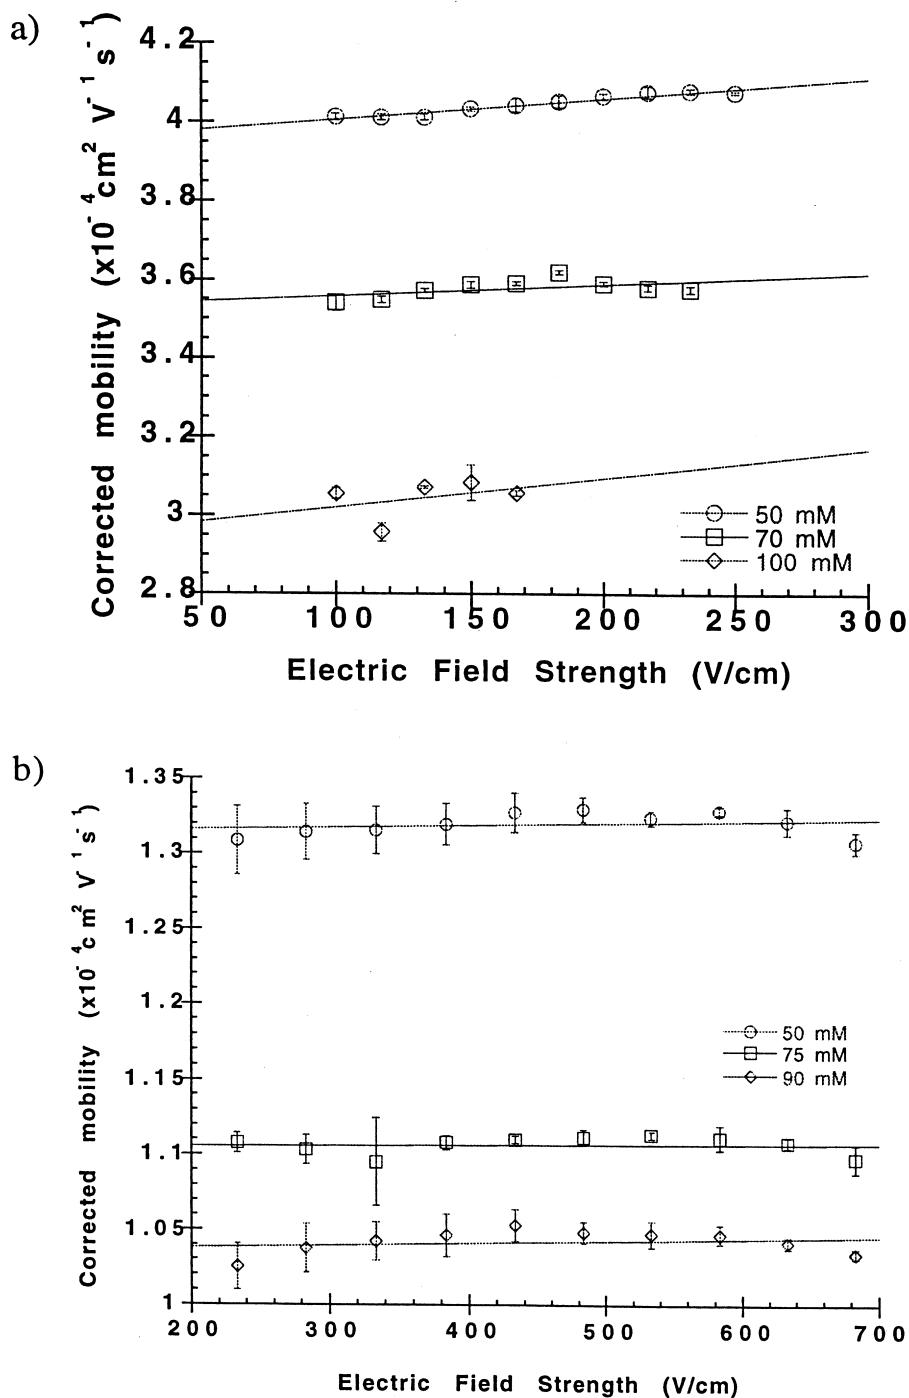 a)
4.2
4
3.8
3.6
3.4
3.2
3
2.8
Corrected mobility (x10⁻⁴cm² V⁻¹ s⁻¹)
50 mM
70 mM
100 mM
50 100 150 200 250 300
Electric Field Strength (V/cm)
b)
1.35
1.3
1.25
1.2
1.15
1.1
1.05
1
Corrected mobility (x10⁻⁴cm² V⁻¹s⁻¹)
50 mM
75 mM
90 mM
200 300 400 500 600 700
Electric Field Strength (V/cm)